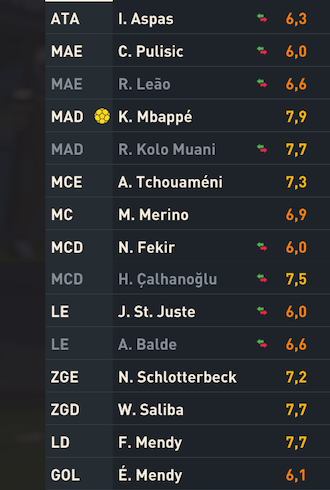 ATA I. Aspas 6,3
MAE C. Pulisic 6,0
MAE R. Leão 6,6
MAD K. Mbappé 7,9
MAD R. Kolo Muani 7,7
MCE A. Tchouaméni 7,3
MC M. Merino 6,9
MCD N. Fekir 6,0
MCD H. Çalhanoğlu 7,5
LE J. St. Juste 6,0
LE A. Balde 6,6
ZGE N. Schlotterbeck 7,2
ZGD W. Saliba 7,7
LD F. Mendy 7,7
GOL É. Mendy 6,1